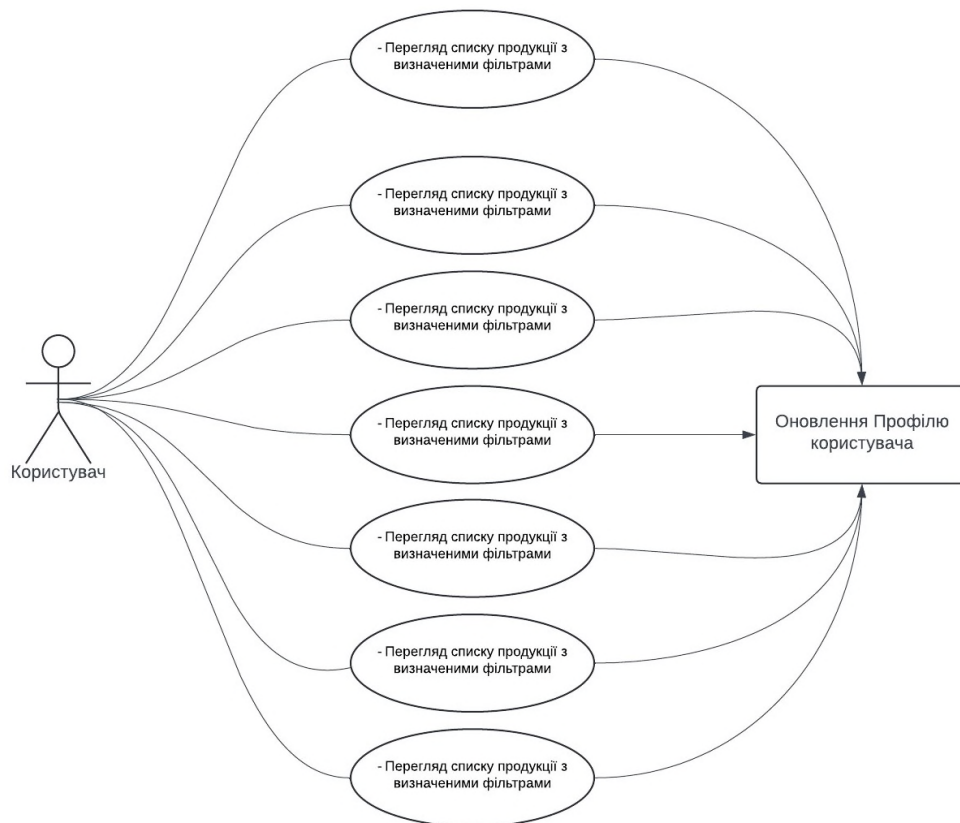 - Перегляд списку продукції з
визначеними фільтрами
- Перегляд списку продукції з
визначеними фільтрами
- Перегляд списку продукції з
визначеними фільтрами
- Перегляд списку продукції з
визначеними фільтрами
- Перегляд списку продукції з
визначеними фільтрами
- Перегляд списку продукції з
визначеними фільтрами
- Перегляд списку продукції з
визначеними фільтрами
Користувач
Оновлення Профілю
користувача